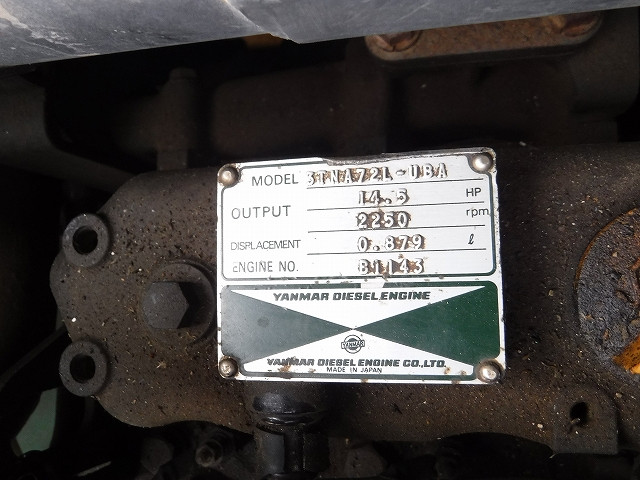 MODEL 3TNA72L-UBA
OUTPUT 14.5 HP
2250 rpm
DISPLACEMENT 0.879 ℓ
ENGINE NO. 81143
YANMAR DIESEL ENGINE
YANMAR
YANMAR DIESEL ENGINE CO.,LTD.
MADE IN JAPAN